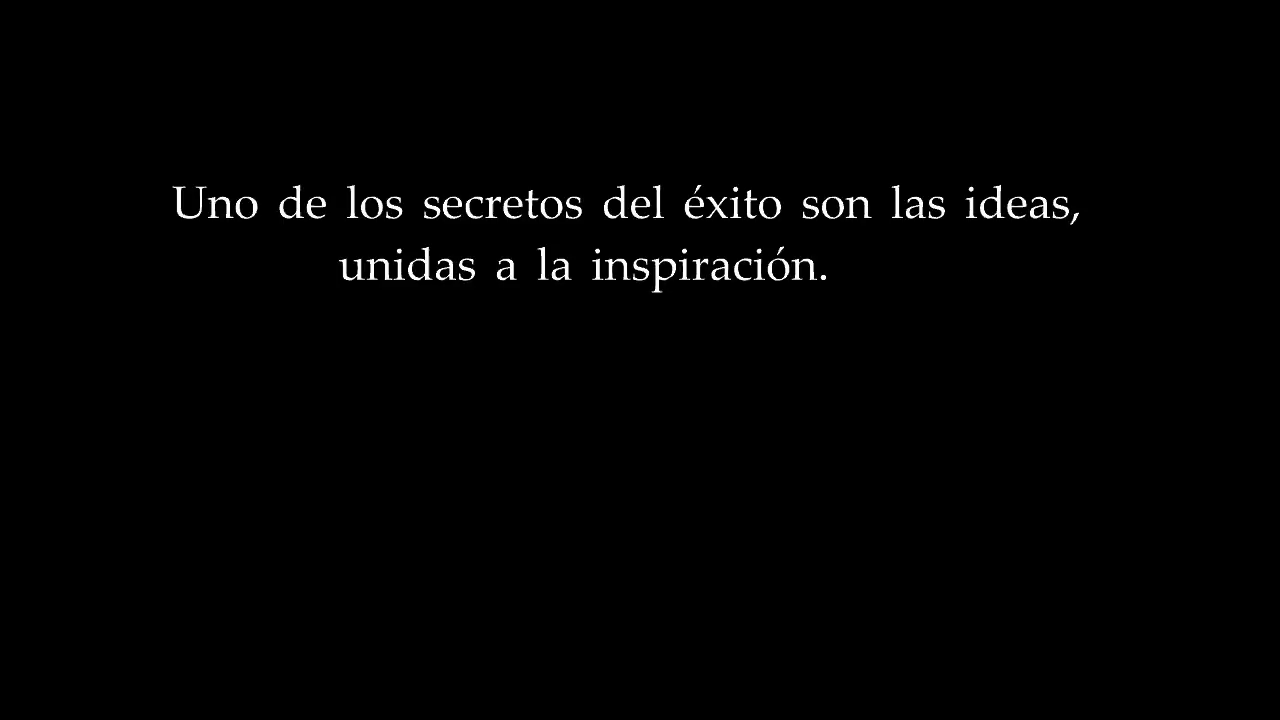 Uno de los secretos del éxito son las ideas,
unidas a la inspiración.